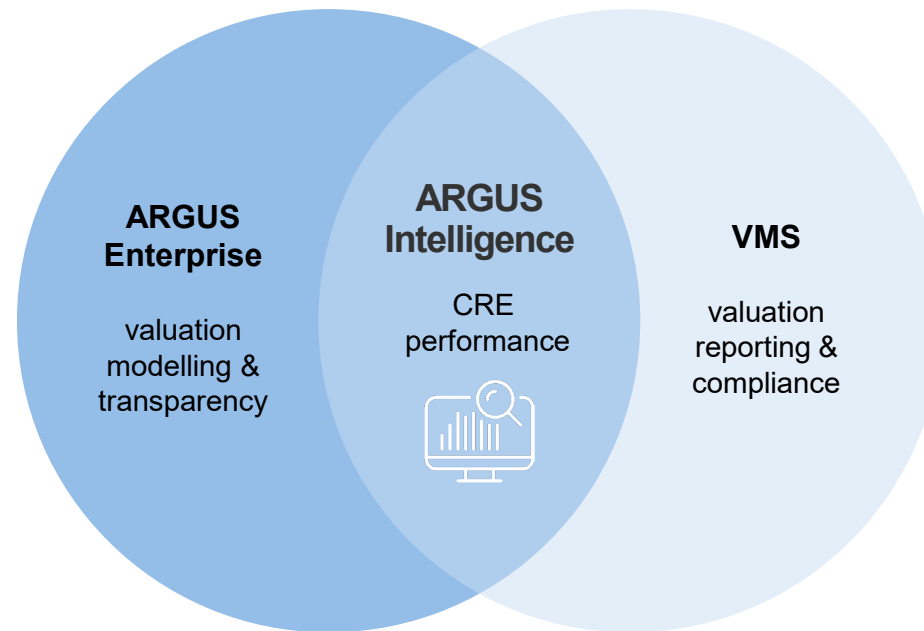 ARGUS
Enterprise
valuation
modelling &
transparency
ARGUS
Intelligence
CRE
performance
VMS
valuation
reporting &
compliance